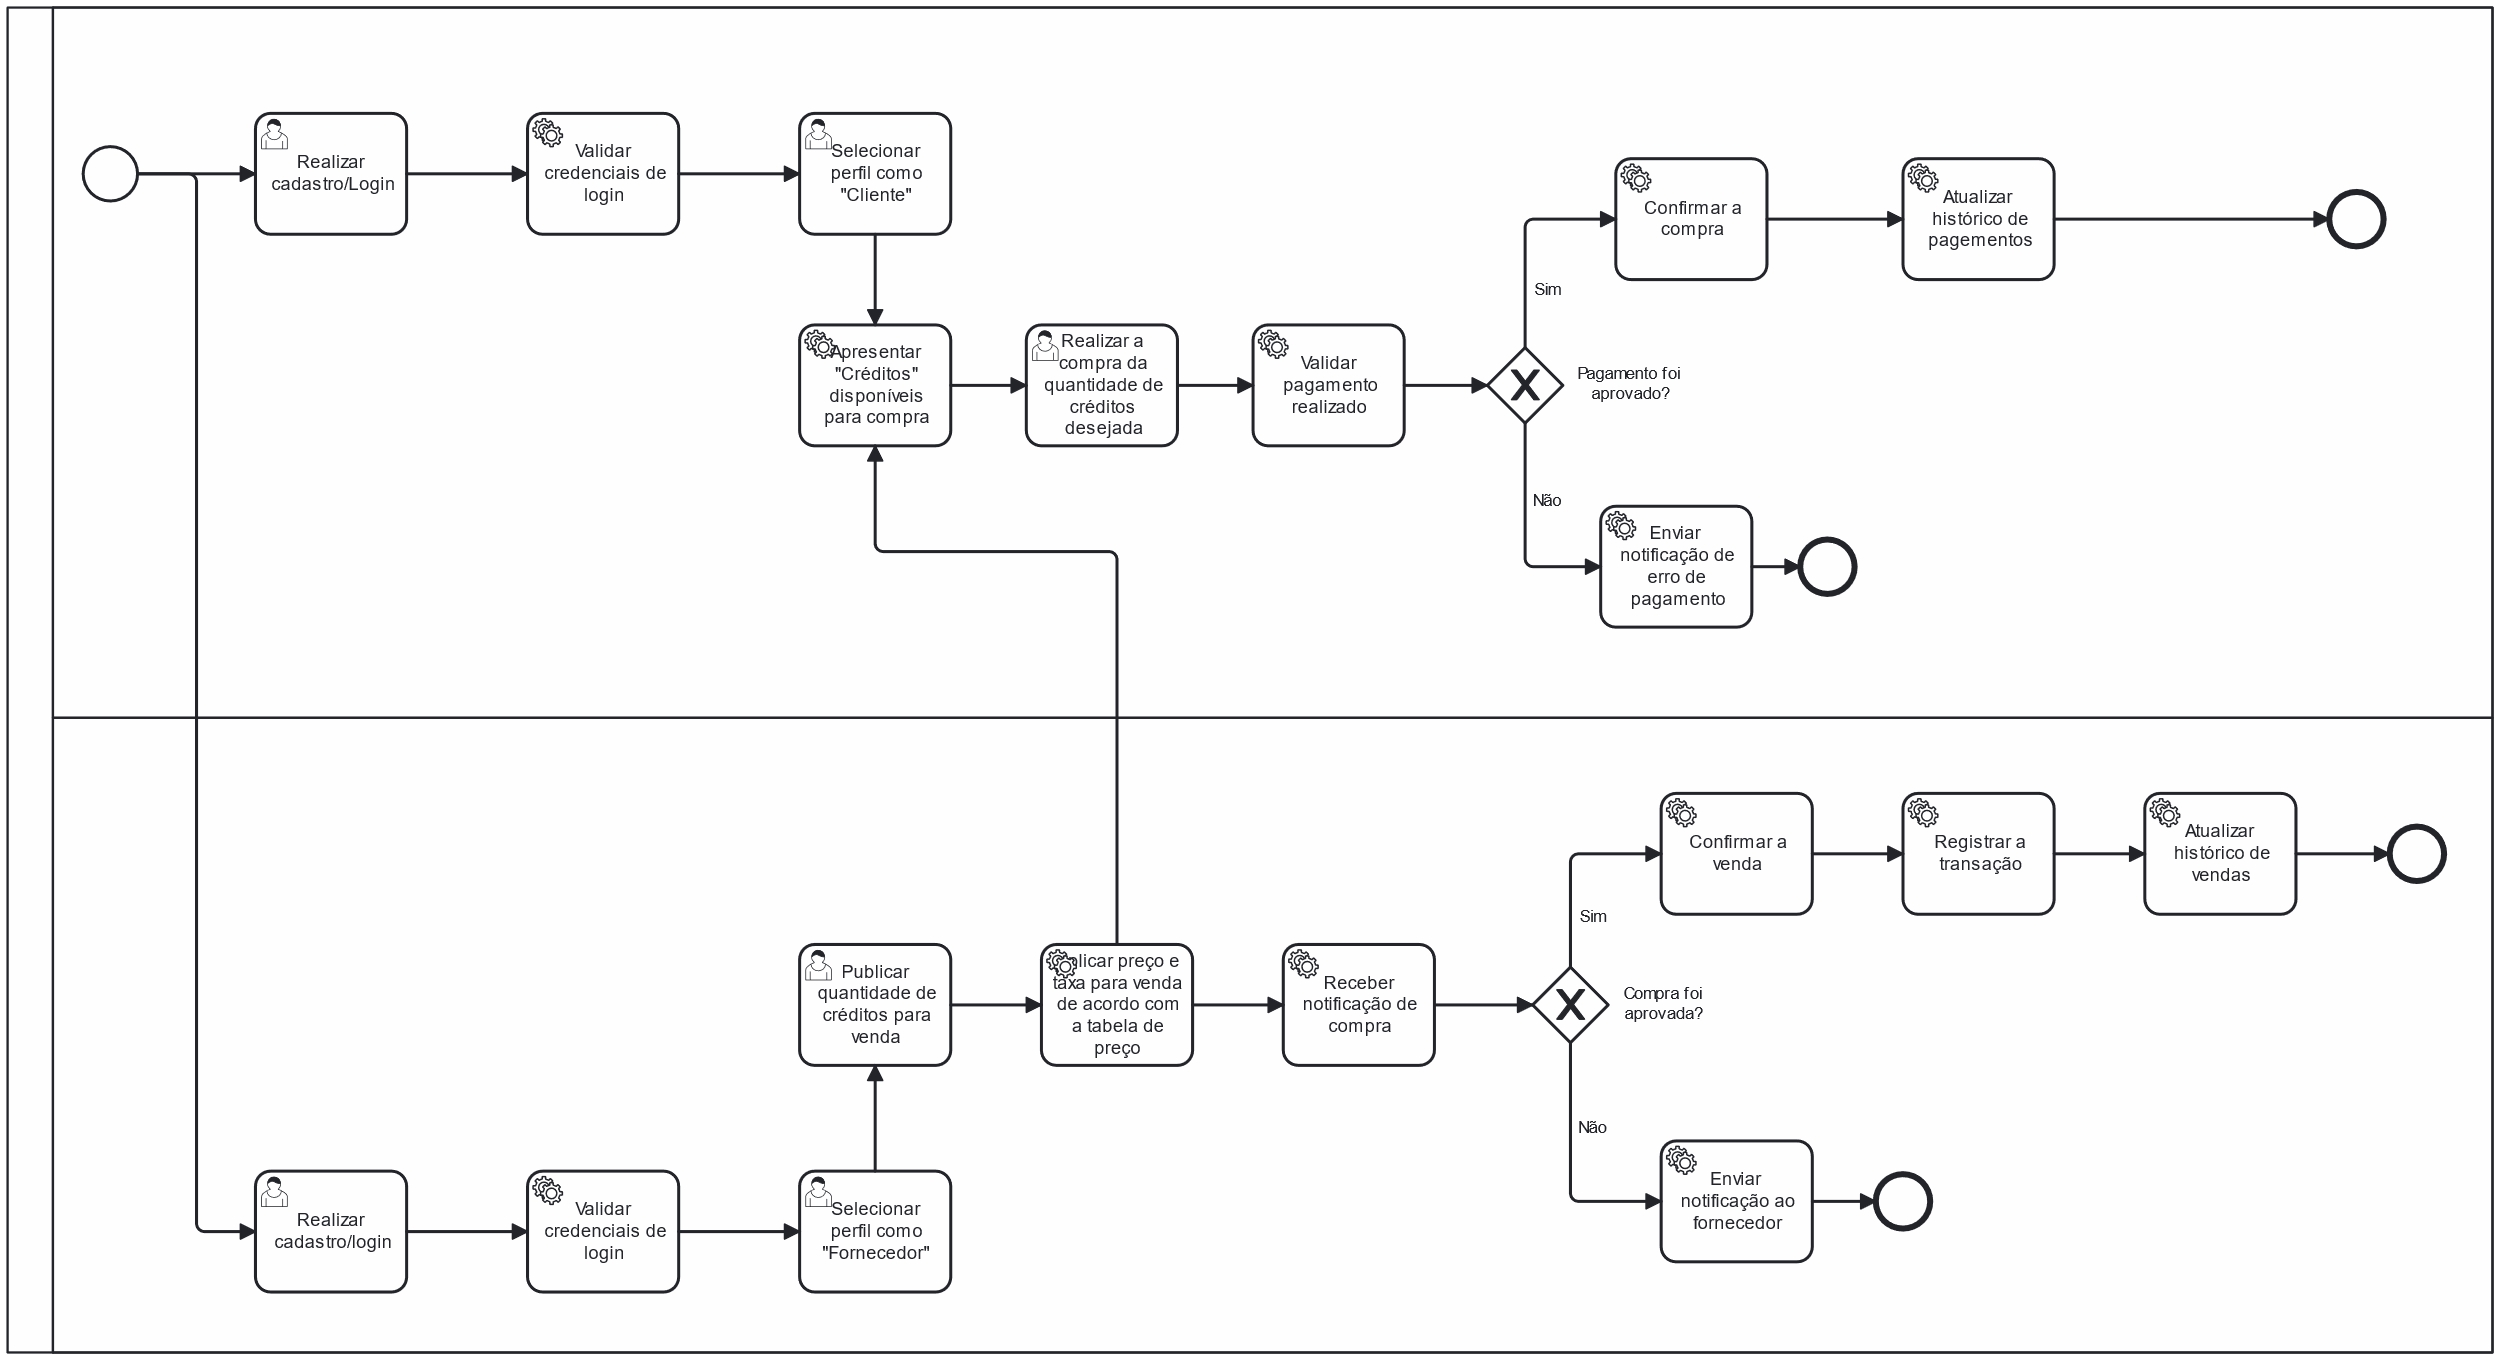 Realizar
cadastro/Login
Validar
credenciais de
login
Selecionar
perfil como
"Cliente"
Confirmar a
compra
Atualizar
histórico de
pagementos
Sim
Apresentar
"Créditos"
disponíveis
para compra
Realizar a
compra da
quantidade de
créditos
desejada
Validar
pagamento
realizado
Pagamento foi
aprovado?
Não
Enviar
notificação de
erro de
pagamento
Confirmar a
venda
Registrar a
transação
Atualizar
histórico de
vendas
Sim
Publicar
quantidade de
créditos para
venda
preço e
taxa para venda
de acordo com
a tabela de
preço
Receber
notificação de
compra
Compra foi
aprovada?
Não
Realizar
cadastro/login
Validar
credenciais de
login
Selecionar
perfil como
"Fornecedor"
Enviar
notificação ao
fornecedor